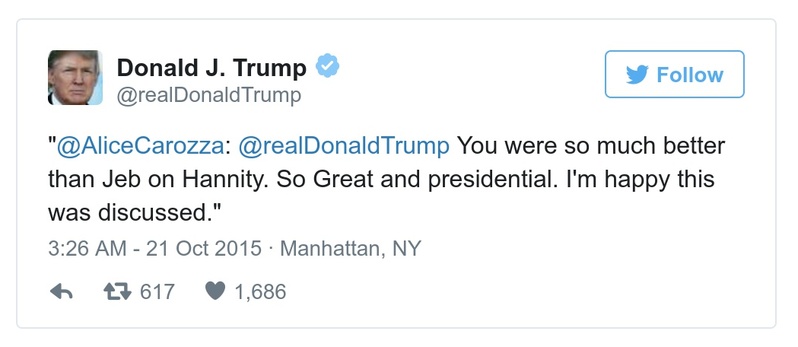 Donald J. Trump
@realDonaldTrump
Follow
"@AliceCarozza: @realDonaldTrump You were so much better
than Jeb on Hannity. So Great and presidential. I'm happy this
was discussed."
3:26 AM - 21 Oct 2015 · Manhattan, NY
617 1,686